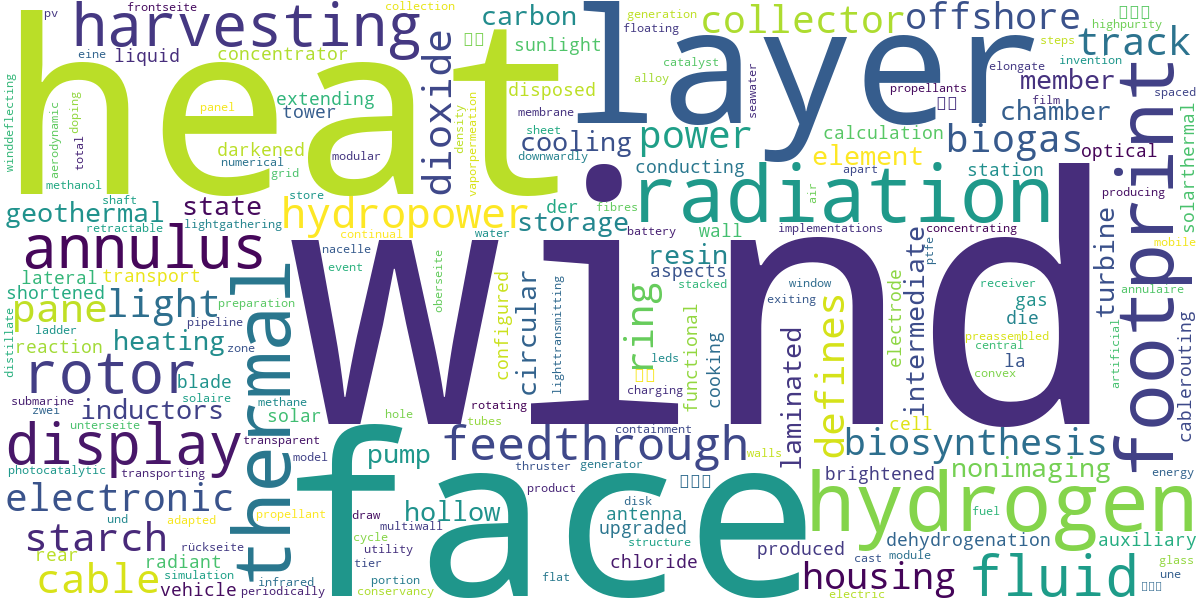 pv
frontseite
collection
harvesting
carbon
generation
floating
collector
offshore
highpurity
track
heat
layer
eine
liquid
concentrator
dioxide
sunlight
catalyst
steps
invention
elongate
member
spaced
winddeflecting
aerodynamic
doping
total
panel
extending
tower
disposed
alloy
membrane
seawater
propellants
film
chamber
footprint
darkened
numerical
modular
density
vaporpermeation
sheet
cooling
downwardly
power
conducting
calculation
element
biogas
optical
station
solarthermal
methanol
grid
store
shaft
retractable
lightgathering
geothermal
state
hydropower
continual
water
storage
der
fibres
battery
radiation
wall
air
apart
implementations
concentrating
producing
mobile
annulus
nacelle
event
wind
resin
aspects
stacked
window
exiting
intermediate
ptfe
receiver
turbine
annulaire
lateral
transport
shortened
preparation
thermal
oberseite
configured
circular
lighttransmitting
ring
functional
cooking
laminated
defines
electrode
gas
die
preassembled
central
la
convex
artificial
cablerouting
pane
light
ladder
pipeline
distillate
reaction
zone
heating
leds
charging
rotor
blade
solaire
submarine
methane
zwei
inductors
solar
hole
rotating
tubes
containment
cell
unterseite
display
transparent
model
face
pump
feedthrough
walls
biosynthesis
photocatalytic
transporting
thruster
generator
brightened
nonimaging
energy
electronic
und
adapted
propellant
draw
hollow
multiwall
product
disk
antenna
upgraded
structure
hydrogen
fuel
starch
rückseite
cycle
utility
tier
produced
dehydrogenation
auxiliary
rear
radiant
simulation
infrared
portion
conservancy
flat
chloride
cast
module
glass
cable
vehicle
periodically
housing
electric
fluid
une